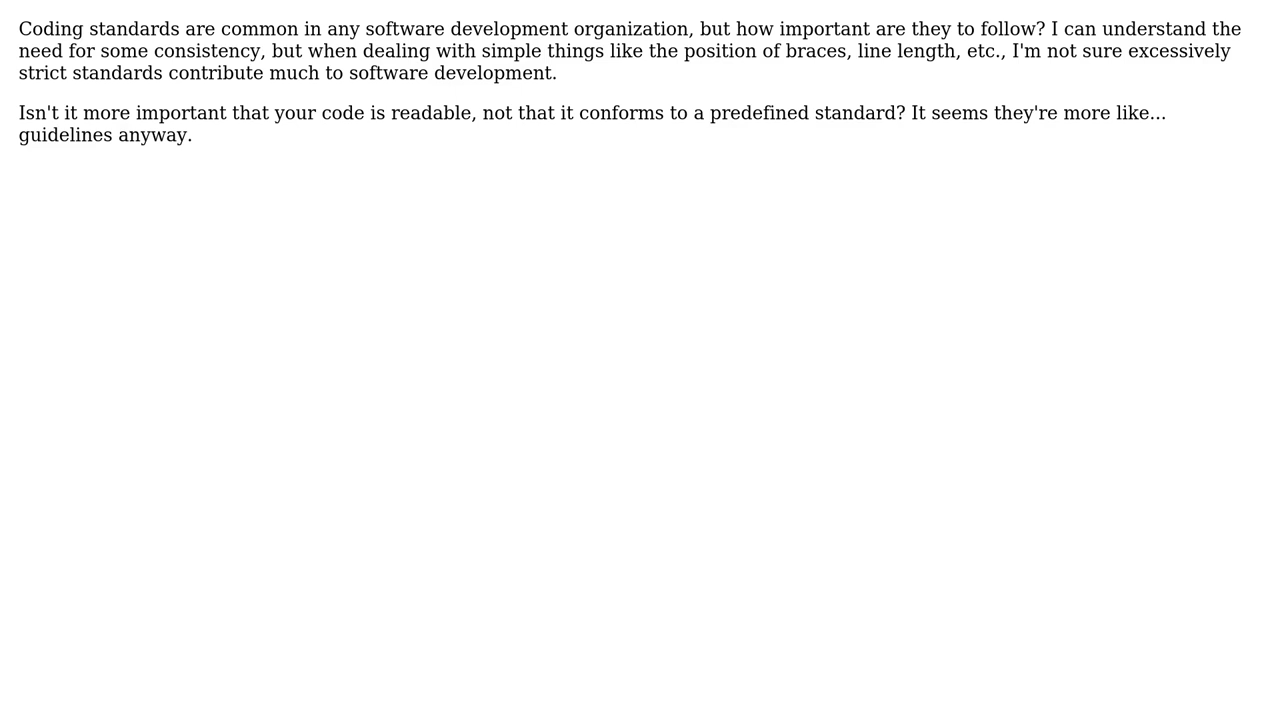 Coding standards are common in any software development organization, but how important are they to follow? I can understand the
need for some consistency, but when dealing with simple things like the position of braces, line length, etc., I'm not sure excessively
strict standards contribute much to software development.
Isn't it more important that your code is readable, not that it conforms to a predefined standard? It seems they're more like...
guidelines anyway.